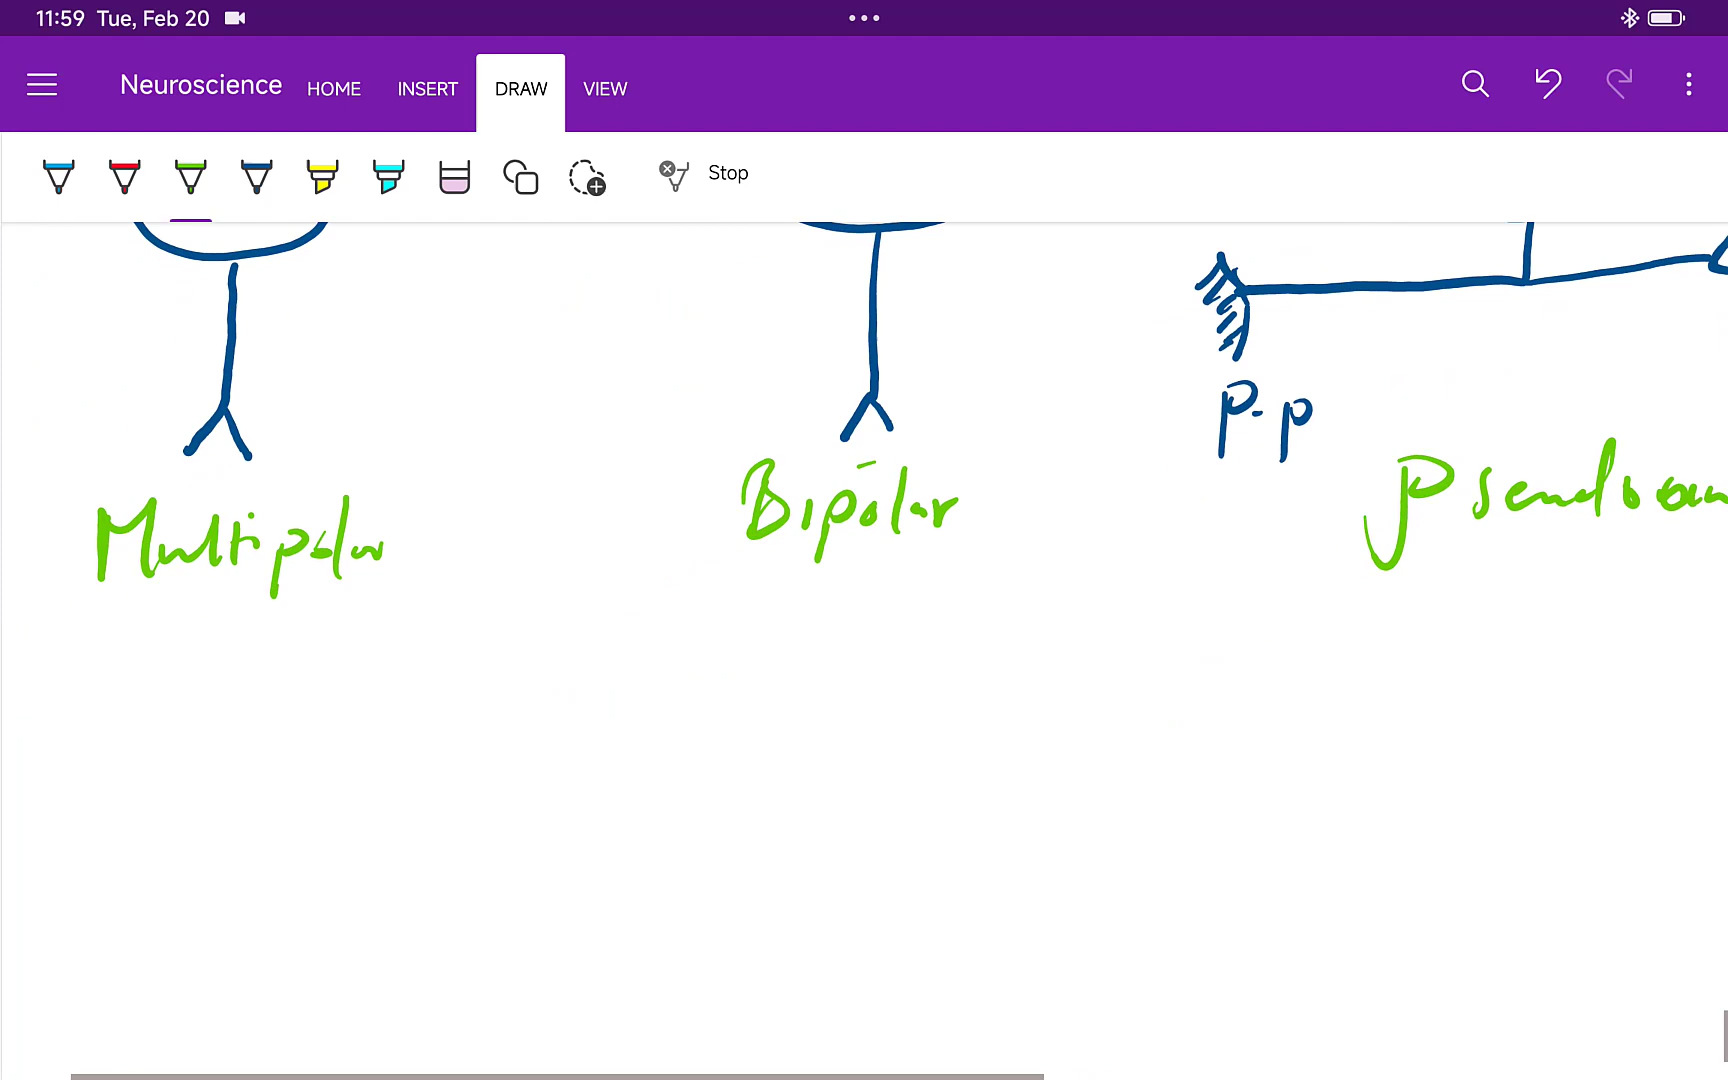 11:59 Tue, Feb 20
Neuroscience HOME INSERT DRAW VIEW
Stop
P.P
Multipolar
Bipolar